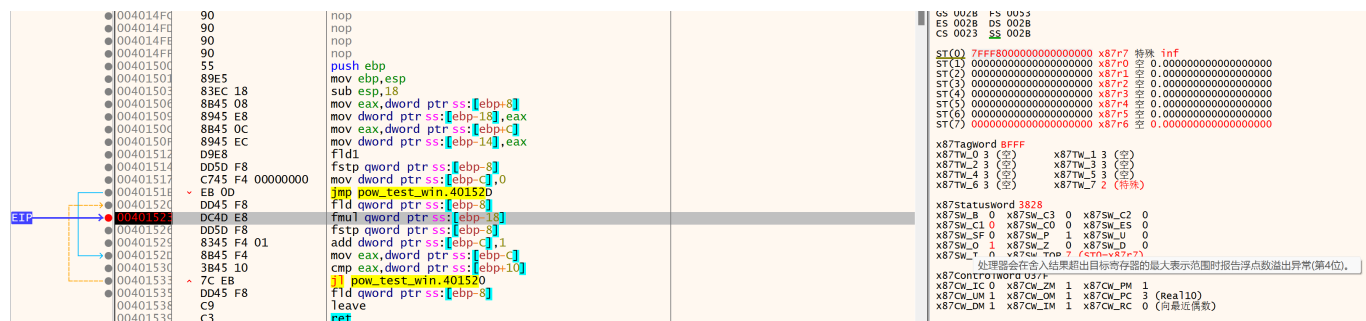 004014FC 90 nop
004014FD 90 nop
004014FE 90 nop
004014FF 90 nop
00401500 55 push ebp
00401501 89E5 mov ebp,esp
00401503 83EC 18 sub esp,18
00401506 8B45 08 mov eax,dword ptr ss:[ebp+8]
00401509 8945 E8 mov dword ptr ss:[ebp-18],eax
0040150C 8B45 0C mov eax,dword ptr ss:[ebp+C]
0040150F 8945 EC mov dword ptr ss:[ebp-14],eax
00401512 D9E8 fld1
00401514 DD5D F8 fstp qword ptr ss:[ebp-8]
00401517 C745 F4 00000000 mov dword ptr ss:[ebp-C],0
0040151E EB 0D jmp pow_test_win.40152D
00401520 DD45 F8 fld qword ptr ss:[ebp-8]
EIP 00401523 DC4D E8 fmul qword ptr ss:[ebp-18]
00401526 DD5D F8 fstp qword ptr ss:[ebp-8]
00401529 8345 F4 01 add dword ptr ss:[ebp-C],1
0040152D 8B45 F4 mov eax,dword ptr ss:[ebp-C]
00401530 3B45 10 cmp eax,dword ptr ss:[ebp+10]
00401533 7C EB jl pow_test_win.401520
00401535 DD45 F8 fld qword ptr ss:[ebp-8]
00401538 C9 leave
00401539 C3 ret
GS 002B FS 0053
ES 002B DS 002B
CS 0023 SS 002B
ST(0) 7FFF8000000000000000 x87r7 特殊 inf
ST(1) 00000000000000000000 x87r0 空 0.000000000000000000
ST(2) 00000000000000000000 x87r1 空 0.000000000000000000
ST(3) 00000000000000000000 x87r2 空 0.000000000000000000
ST(4) 00000000000000000000 x87r3 空 0.000000000000000000
ST(5) 00000000000000000000 x87r4 空 0.000000000000000000
ST(6) 00000000000000000000 x87r5 空 0.000000000000000000
ST(7) 00000000000000000000 x87r6 空 0.000000000000000000
x87TagWord BFFF
x87TW_0 3 (空) x87TW_1 3 (空)
x87TW_2 3 (空) x87TW_3 3 (空)
x87TW_4 3 (空) x87TW_5 3 (空)
x87TW_6 3 (空) x87TW_7 2 (特殊)
x87StatusWord 3828
x87SW_B 0 x87SW_C3 0 x87SW_C2 0
x87SW_C1 0 x87SW_C0 0 x87SW_ES 0
x87SW_SF 0 x87SW_P 1 x87SW_U 0
x87SW_O 1 x87SW_Z 0 x87SW_D 0
x87SW_I 0 x87SW_TOP 7 (ST0=x87r7)
处理器会在舍入结果超出目标寄存器的最大表示范围时报告浮点数溢出异常(第4位)。
x87ControlWord 037F
x87CW_IC 0 x87CW_ZM 1 x87CW_PM 1
x87CW_UM 1 x87CW_OM 1 x87CW_PC 3 (Real10)
x87CW_DM 1 x87CW_IM 1 x87CW_RC 0 (向最近偶数)